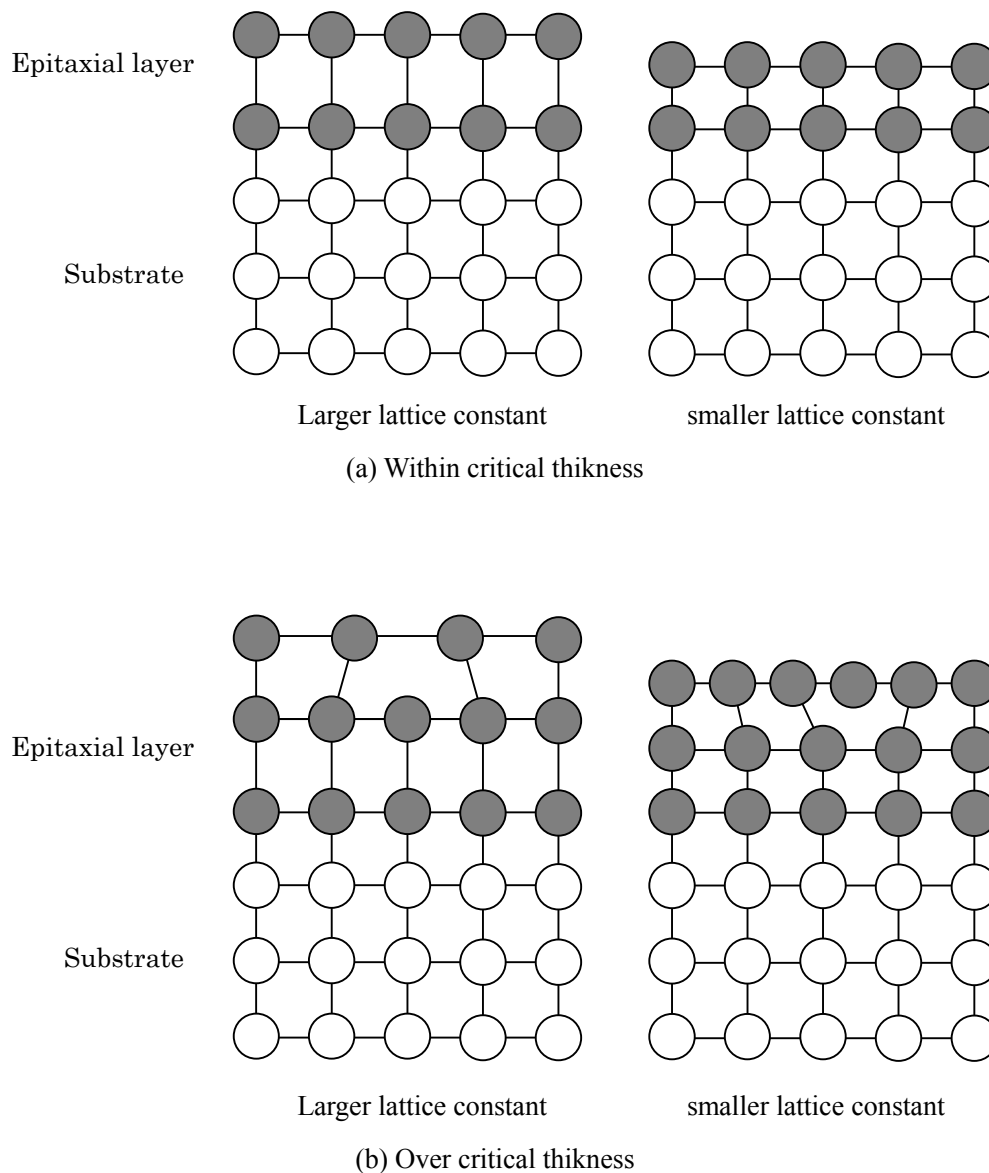 Epitaxial layer
Substrate
Larger lattice constant
smaller lattice constant
(a) Within critical thikness
Epitaxial layer
Substrate
Larger lattice constant
smaller lattice constant
(b) Over critical thikness